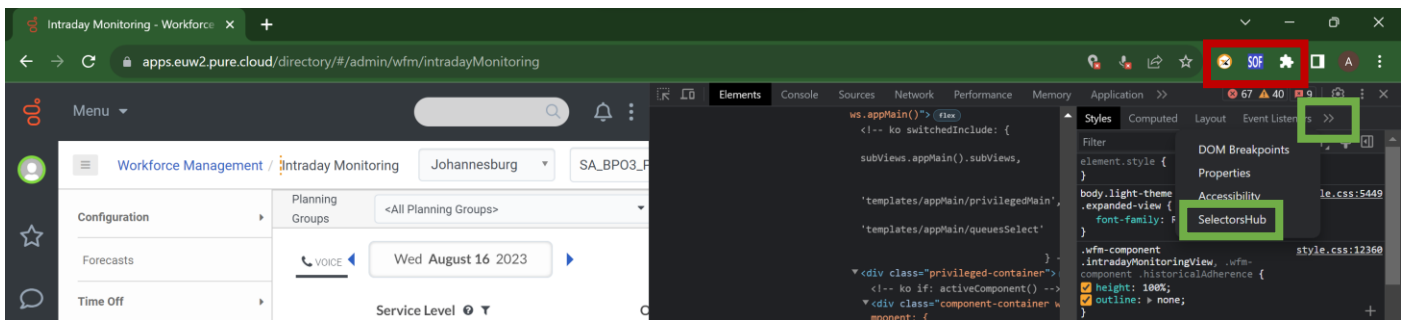 Intraday Monitoring - Workforce
apps.euw2.pure.cloud/directory/#/admin/wfm/intradayMonitoring
SOF
A
Menu
Workforce Management / Intraday Monitoring
Johannesburg
SA_BPO3_F
Configuration
Forecasts
Time Off
Planning Groups
<All Planning Groups>
VOICE
Wed August 16 2023
Service Level
Elements Console Sources Network Performance Memory Application >>
67 40 9
ws.appMain()"> flex
<!-- ko switchedInclude: {
subViews.appMain().subViews,
'templates/appMain/privilegedMain',
'templates/appMain/queuesSelect'
}
<div class="privileged-container">
<!-- ko if: activeComponent() -->
<div class="component-container w
mponent: {
Styles Computed Layout Event Listeners >>
Filter
element.style {
}
body.light-theme le.css:5449
.expanded-view {
font-family:
}
.wfm-component style.css:12360
.intradayMonitoringView, .wfm-
component .historicalAdherence {
height: 100%;
outline: none;
}
DOM Breakpoints
Properties
Accessibility
SelectorsHub